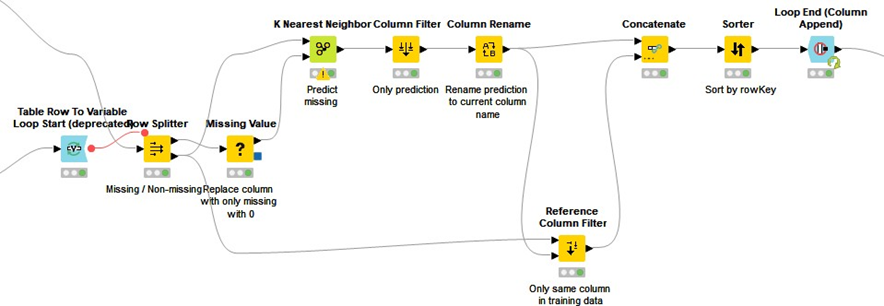 K Nearest Neighbor
Column Filter
Column Rename
Concatenate
Sorter
Loop End (Column
Append)
Predict
missing
Only prediction
Rename prediction
to current column
name
Sort by rowKey
Table Row To Variable
Loop Start (deprecated)
Row Splitter
Missing Value
?
Missing / Non-missing
Replace column
with only missing
with 0
Reference
Column Filter
Only same column
in training data